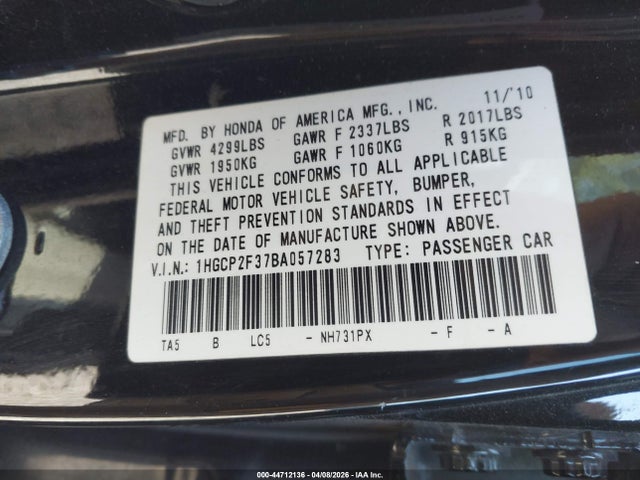 MFD. BY HONDA OF AMERICA MFG., INC. 11/'10
GVWR 4299LBS GAWR F 2337LBS R 2017LBS
GVWR 1950KG GAWR F 1060KG R 915KG
THIS VEHICLE CONFORMS TO ALL APPLICABLE
FEDERAL MOTOR VEHICLE SAFETY, BUMPER,
AND THEFT PREVENTION STANDARDS IN EFFECT
ON THE DATE OF MANUFACTURE SHOWN ABOVE.
V.I.N.: 1HGCP2F37BA057283 TYPE: PASSENGER CAR
TA5 B LC5 - NH731PX - F - A
000-44712136 | 04/08/2026 | IAA Inc.